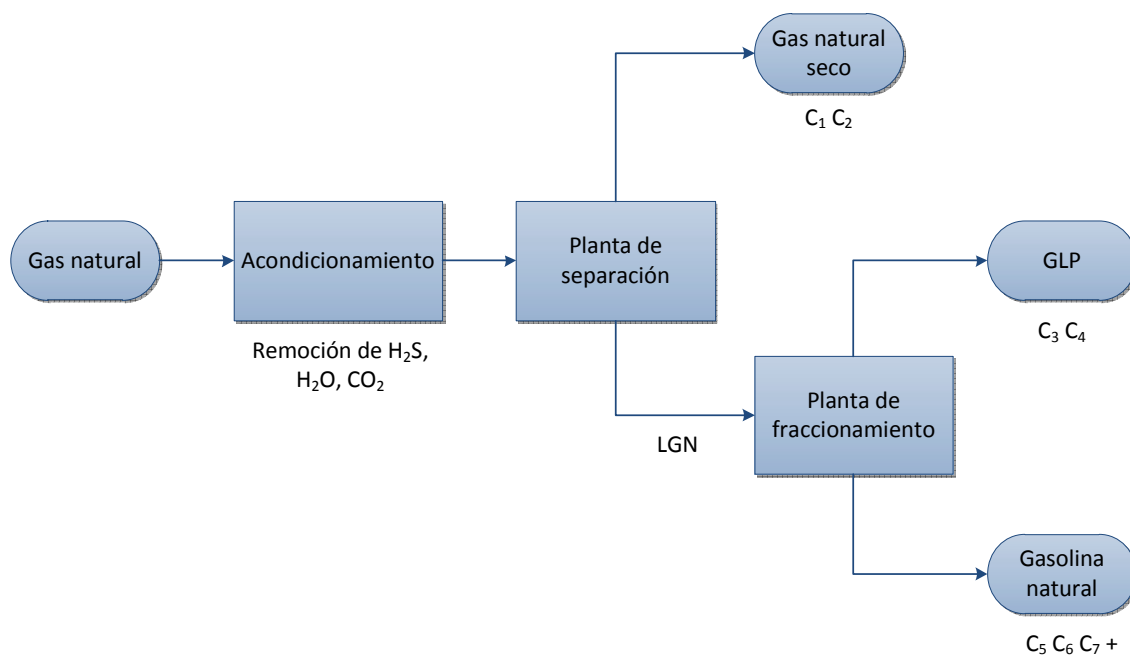 Gas natural
seco
C₁ C₂
Gas natural
Acondicionamiento
Planta de
separación
GLP
Remoción de H₂S,
H₂O, CO₂
C₃ C₄
Planta de
fraccionamiento
LGN
Gasolina
natural
C₅ C₆ C₇ +